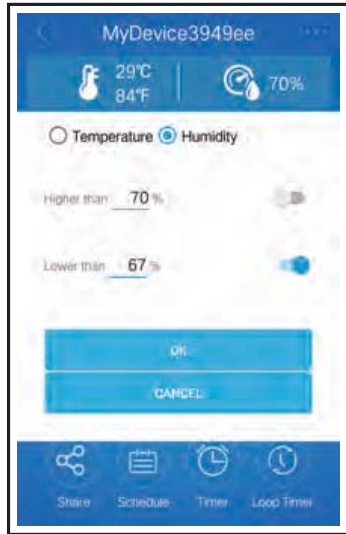 MyDevice3949ee
29℃ 70%
84°F
Temperature Humidity
Higher than 70 %
Lower than 67 %
OK
CANCEL
Share Schedule Timer Loop Timer